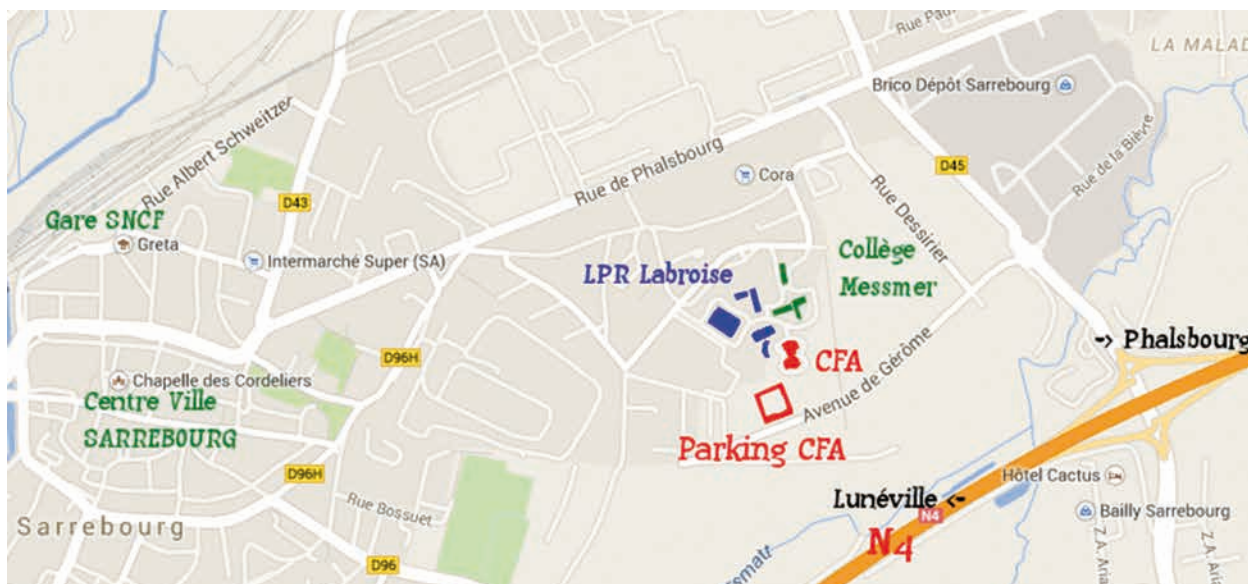 Rue Pau
LA MALAD
Brico Dépôt Sarrebourg
Rue Albert Schweitzer
Rue de Phalsbourg
Rue de la Bièvre
Cora
D45
D43
Rue Dessirier
Gare SNCF
Greta
Intermarché Super (SA)
LPR Labroise
Collège
Messmer
Phalsbourg
D96H
CFA
Chapelle des Cordeliers
Centre Ville
SARREBOURG
Avenue de Gérôme
Parking CFA
D96H
Hôtel Cactus
Lunéville
Rue Bossuet
N4
Bailly Sarrebourg
Sarrebourg
N4
D96
Z.A. Aria
Z.A. Aria